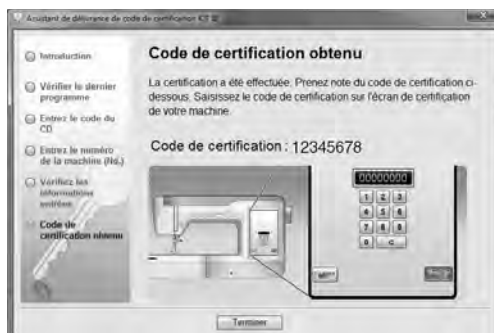 Assistant de délivrance de code de certification KIT III
Introduction
Vérifier le dernier
programme
Entrez le code du
CD
Entrez le numéro
de la machine (No.)
Vérifiez les
informations
entrées
Code de
certification obtenu
Code de certification obtenu
La certification a été effectuée. Prenez note du code de certification ci-
dessous. Saisissez le code de certification sur l'écran de certification
de votre machine.
Code de certification : 12345678
00000000
1 2 3
4 5 6
7 8 9
0 C
Terminer